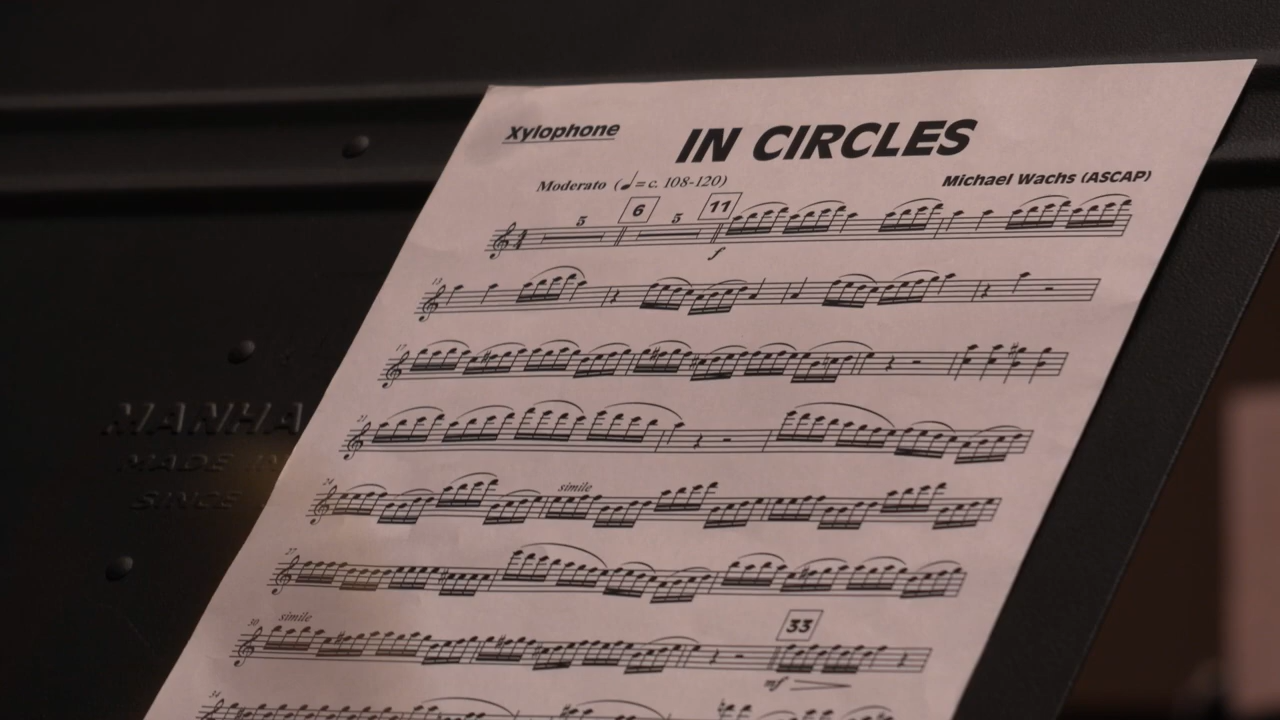 Xylophone
IN CIRCLES
Moderato (♩= c. 108-120)
Michael Wachs (ASCAP)
5
6
5
11
f
13
17
21
24
simile
27
30
simile
33
mf
34
MANHA
MADE IN
SINCE